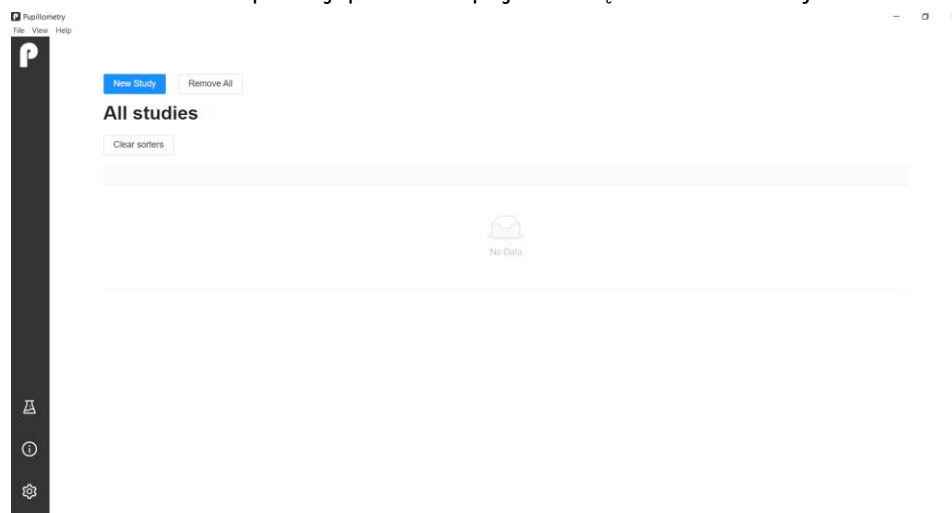 Pupillometry
File View Help
New Study Remove All
All studies
Clear sorters
No Data